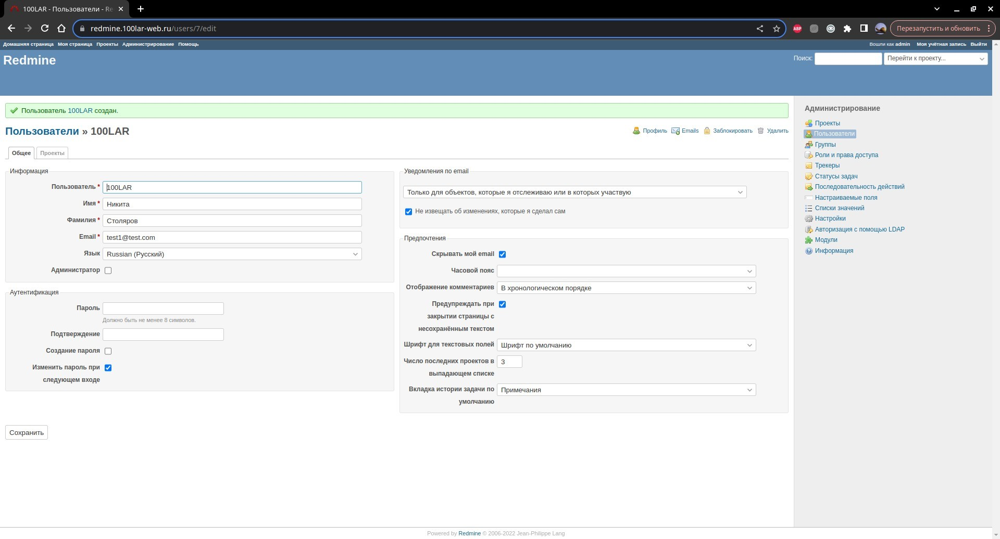 100LAR - Пользователи - Re
redmine.100lar-web.ru/users/7/edit
ABP
Перезапустить и обновить
Домашняя страница Моя страница Проекты Администрирование Помощь
Вошли как admin Моя учётная запись Выйти
Redmine
Поиск:
Перейти к проекту...
Пользователь 100LAR создан.
Пользователи » 100LAR
Профиль Emails Заблокировать Удалить
Общее Проекты
Информация
Пользователь * 100LAR
Имя * Никита
Фамилия * Столяров
Email * test1@test.com
Язык Russian (Русский)
Администратор
Аутентификация
Пароль
Должно быть не менее 8 символов.
Подтверждение
Создание пароля
Изменить пароль при
следующем входе
Сохранить
Уведомления по email
Только для объектов, которые я отслеживаю или в которых участвую
Не извещать об изменениях, которые я сделал сам
Предпочтения
Скрывать мой email
Часовой пояс
Отображение комментариев В хронологическом порядке
Предупреждать при
закрытии страницы с
несохранённым текстом
Шрифт для текстовых полей Шрифт по умолчанию
Число последних проектов в 3
выпадающем списке
Вкладка истории задачи по Примечания
умолчанию
Администрирование
Проекты
Пользователи
Группы
Роли и права доступа
Трекеры
Статусы задач
Последовательность действий
Настраиваемые поля
Списки значений
Настройки
Авторизация с помощью LDAP
Модули
Информация
Powered by Redmine © 2006-2022 Jean-Philippe Lang